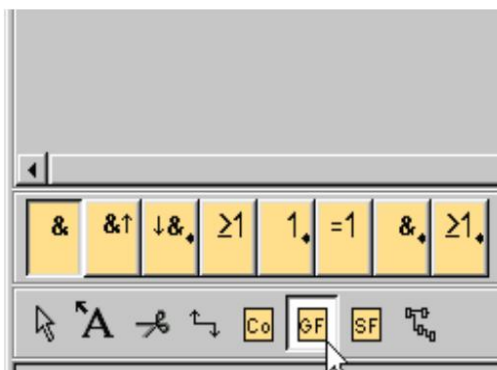 & &↑ ↓& ≥1 1 =1 & ≥1
A Co GF SF